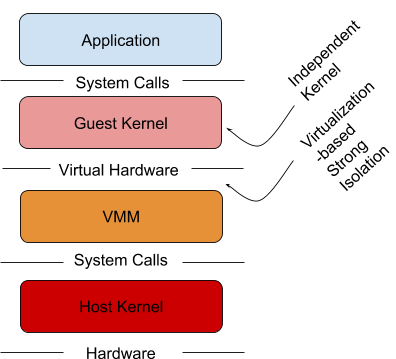 Application
System Calls
Guest Kernel
Virtual Hardware
VMM
System Calls
Host Kernel
Hardware
Independent
Kernel
Virtualization
-based
Strong
Isolation